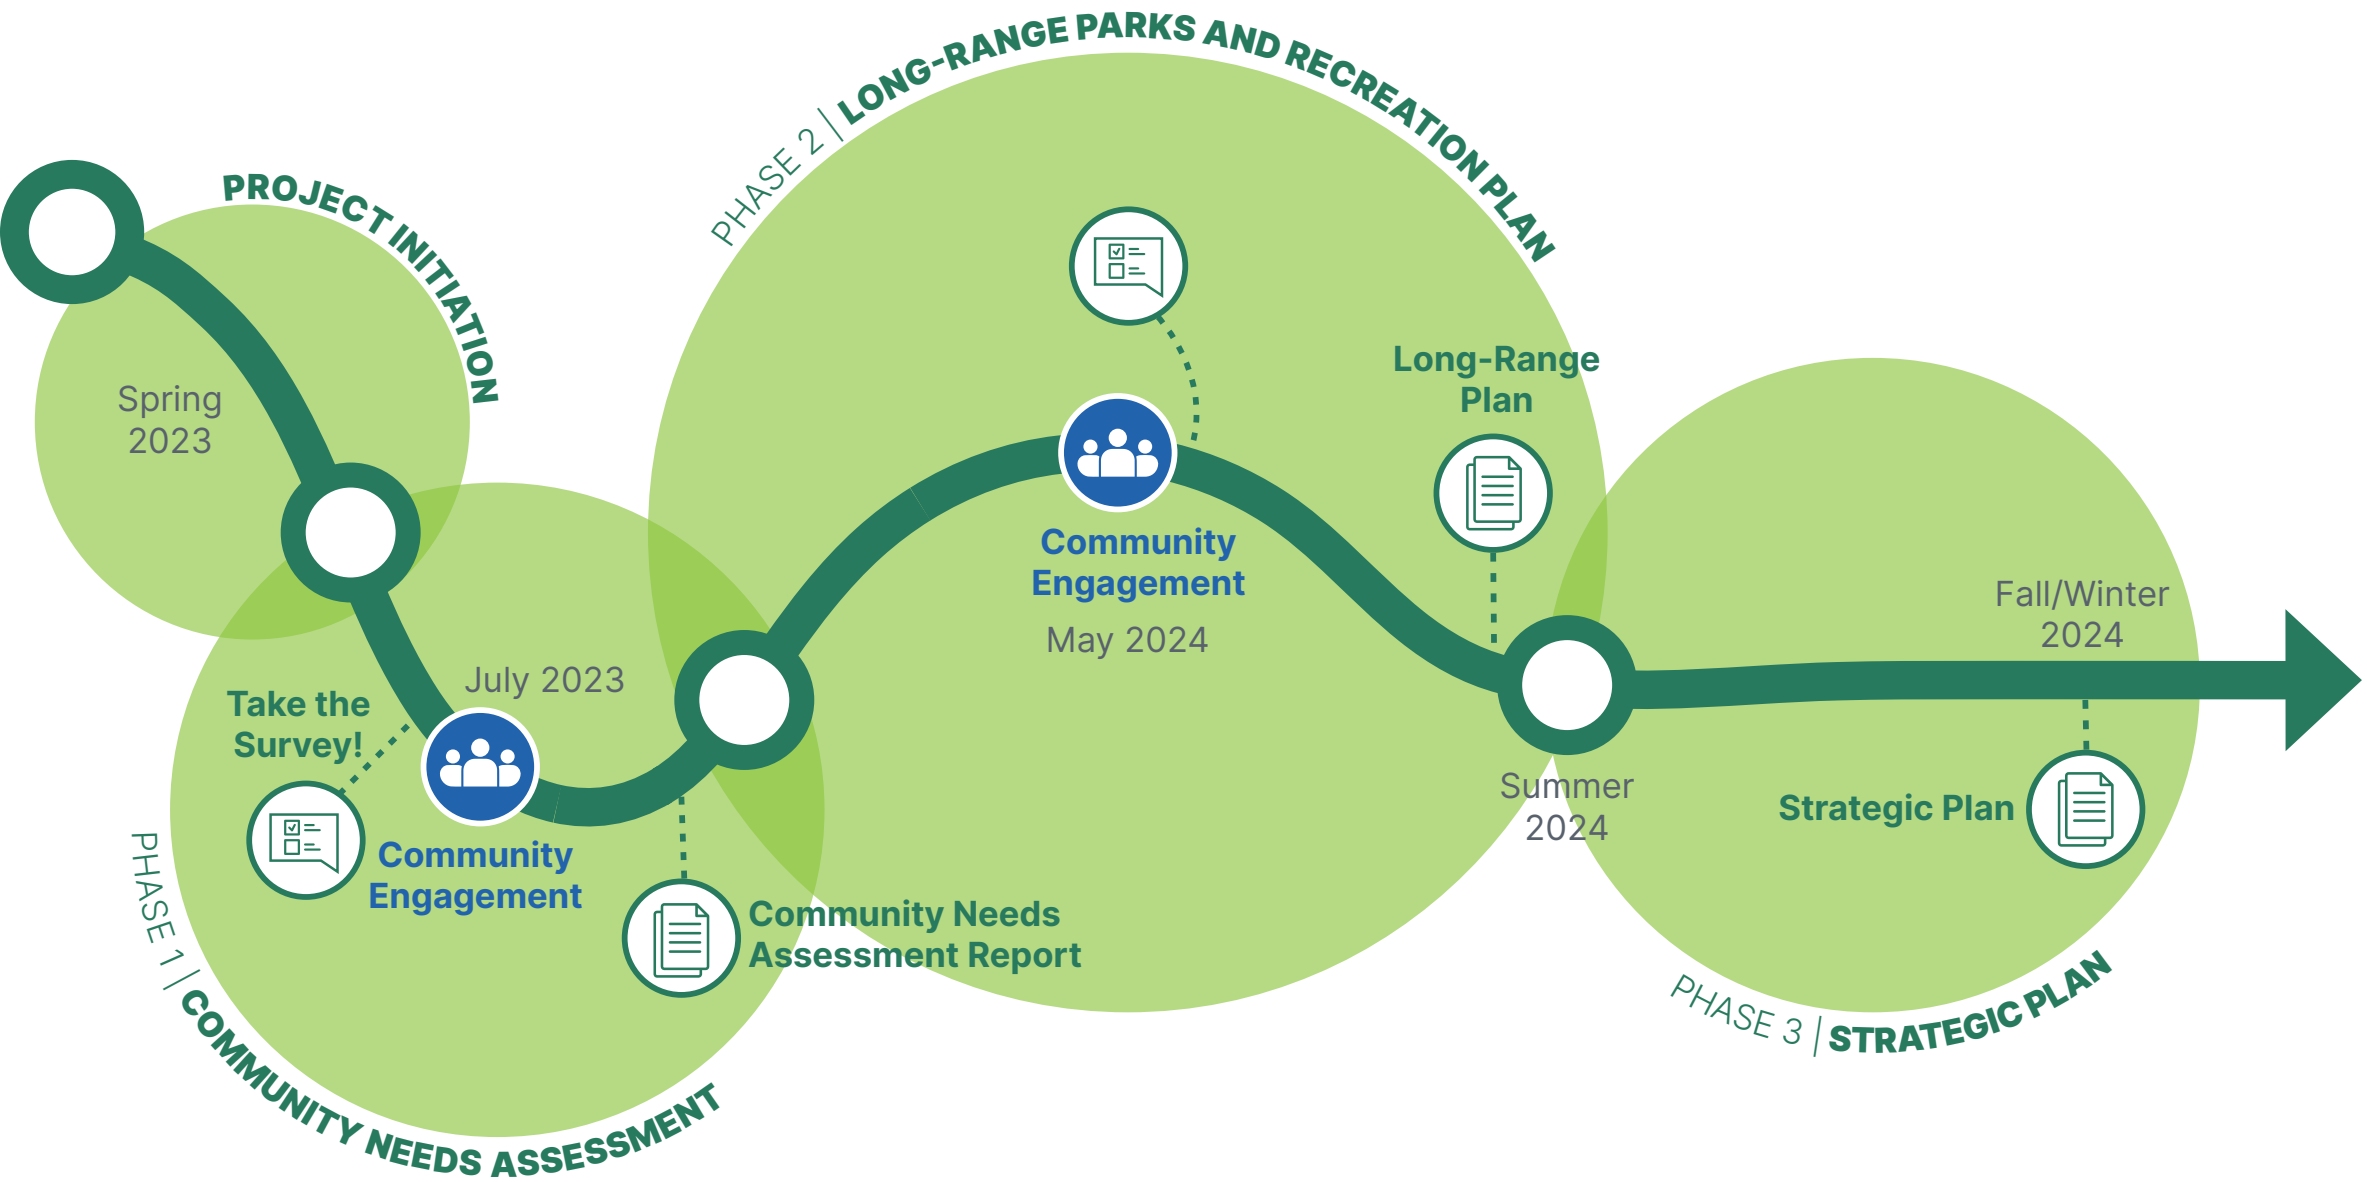 PROJECT INITIATION
Spring
2023
PHASE 1 | COMMUNITY NEEDS ASSESSMENT
July 2023
Take the
Survey!
Community
Engagement
Community Needs
Assessment Report
PHASE 2 | LONG-RANGE PARKS AND RECREATION PLAN
Community
Engagement
May 2024
Long-Range
Plan
Summer
2024
PHASE 3 | STRATEGIC PLAN
Fall/Winter
2024
Strategic Plan